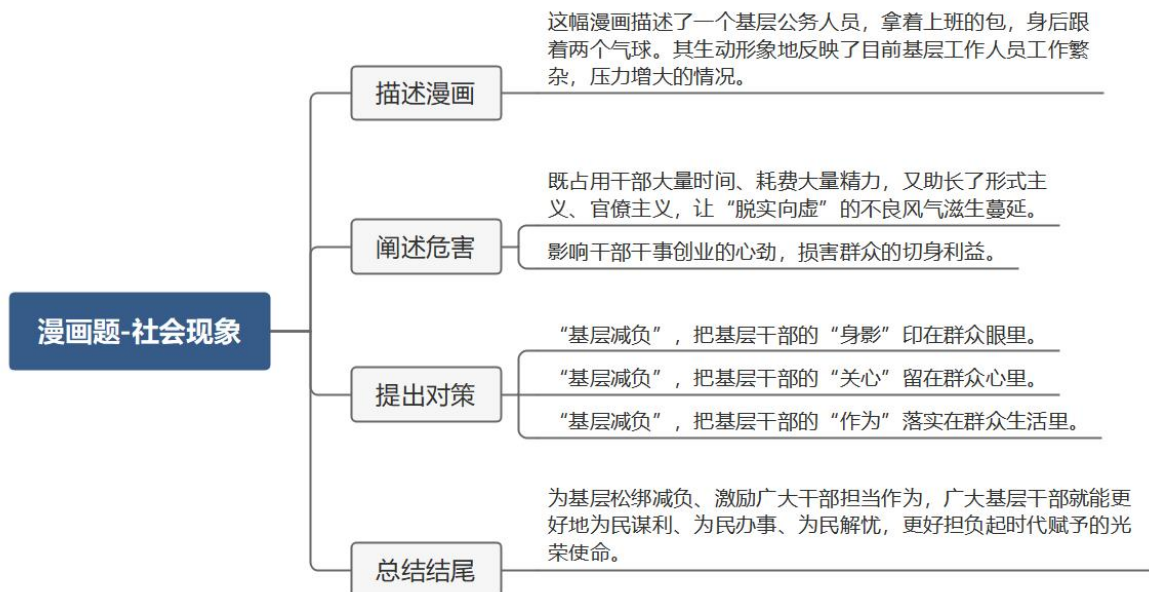 漫画题-社会现象
描述漫画
这幅漫画描述了一个基层公务人员，拿着上班的包，身后跟
着两个气球。其生动形象地反映了目前基层工作人员工作繁
杂，压力增大的情况。
阐述危害
既占用干部大量时间、耗费大量精力，又助长了形式主
义、官僚主义，让“脱实向虚”的不良风气滋生蔓延。
影响干部干事创业的心劲，损害群众的切身利益。
提出对策
“基层减负”，把基层干部的“身影”印在群众眼里。
“基层减负”，把基层干部的“关心”留在群众心里。
“基层减负”，把基层干部的“作为”落实在群众生活里。
总结结尾
为基层松绑减负、激励广大干部担当作为，广大基层干部就能更
好地为民谋利、为民办事、为民解忧，更好担负起时代赋予的光
荣使命。